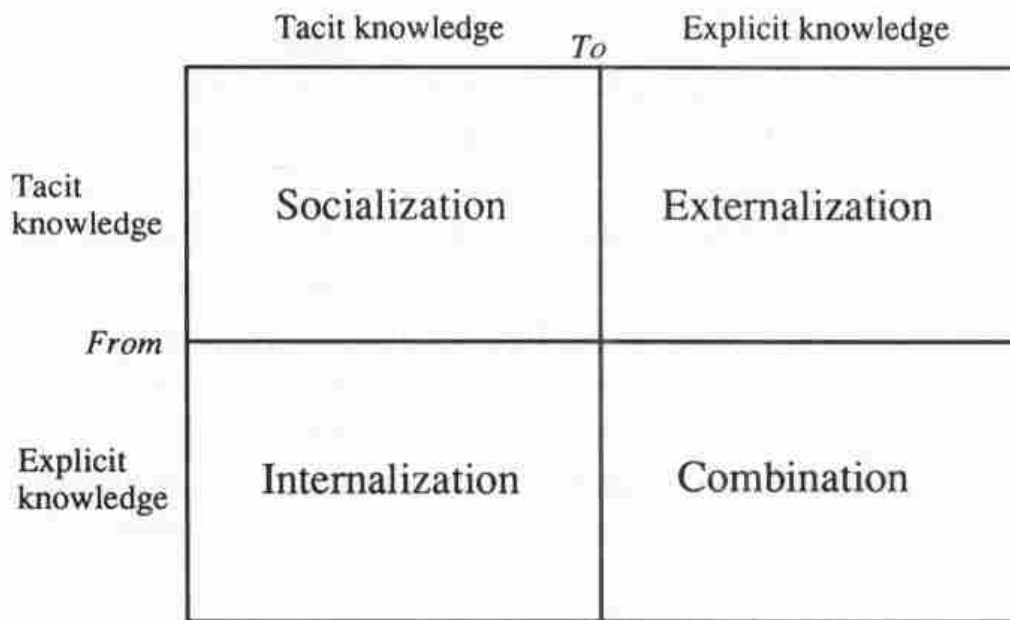 Tacit knowledge
To
Explicit knowledge
Tacit
knowledge
Socialization
Externalization
From
Explicit
knowledge
Internalization
Combination